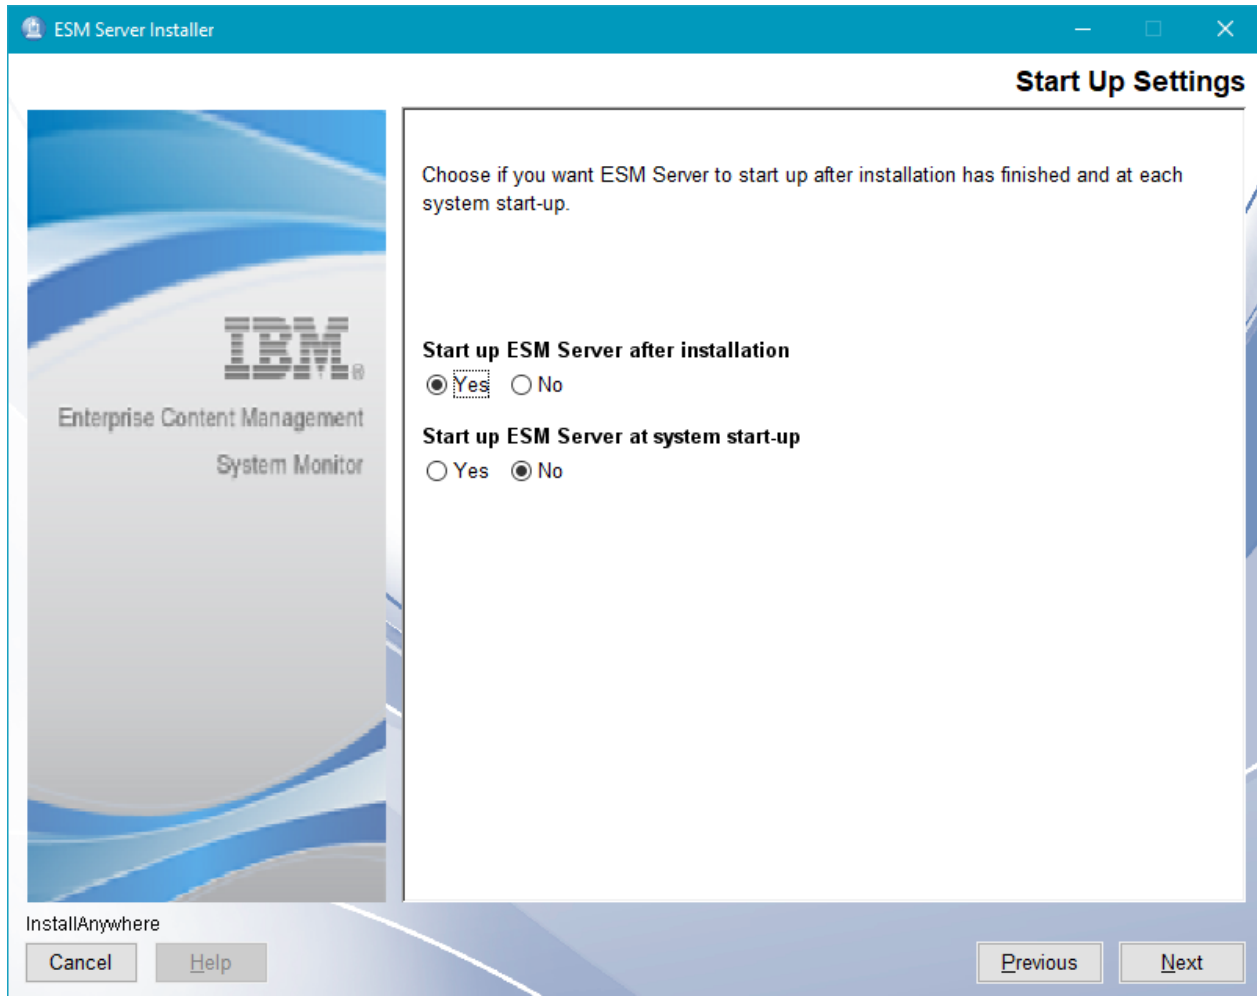 ESM Server Installer
Start Up Settings
Choose if you want ESM Server to start up after installation has finished and at each
system start-up.
IBM®
Enterprise Content Management
System Monitor
Start up ESM Server after installation
Yes No
Start up ESM Server at system start-up
Yes No
InstallAnywhere
Cancel Help Previous Next